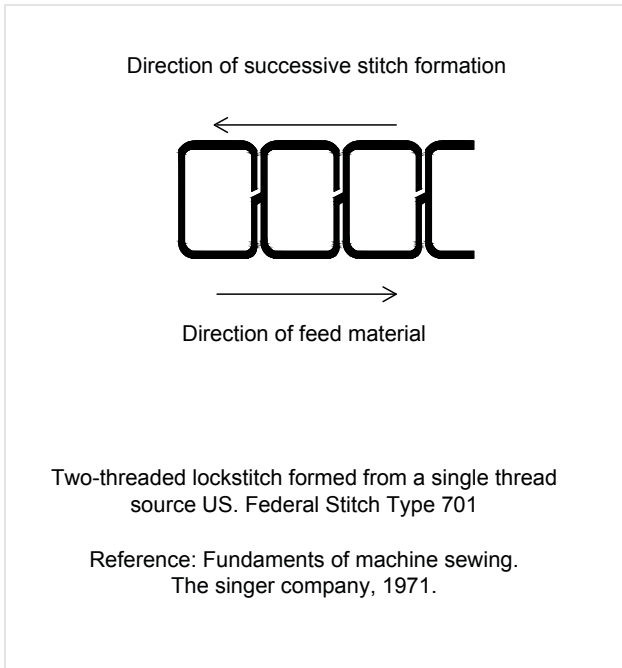 Direction of successive stitch formation
Direction of feed material
Two-threaded lockstitch formed from a single thread
source US. Federal Stitch Type 701
Reference: Fundaments of machine sewing.
The singer company, 1971.